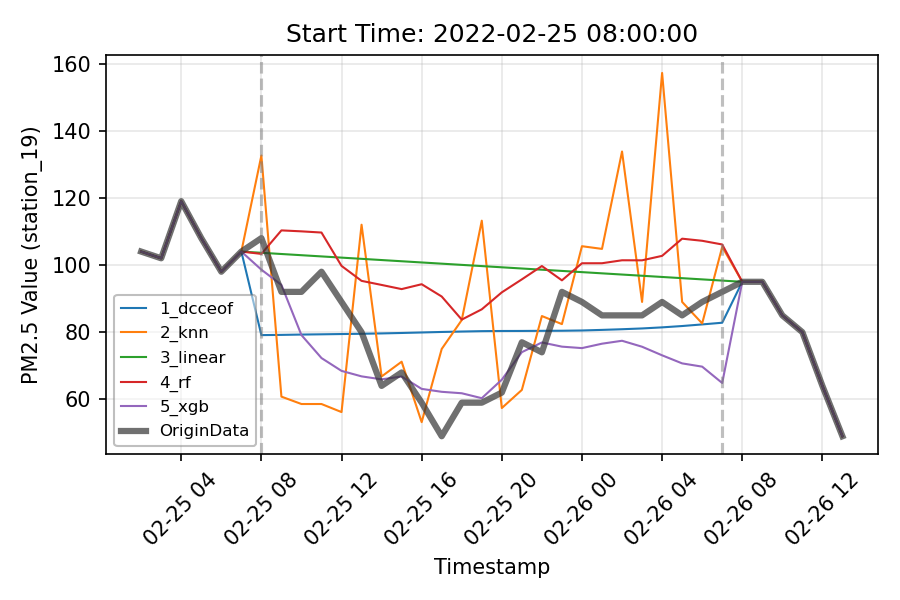 Start Time: 2022-02-25 08:00:00
PM2.5 Value (station_19)
160
140
120
100
80
60
1_dcceof
2_knn
3_linear
4_rf
5_xgb
OriginData
02-25 04
02-25 08
02-25 12
02-25 16
02-25 20
02-26 00
02-26 04
02-26 08
02-26 12
Timestamp